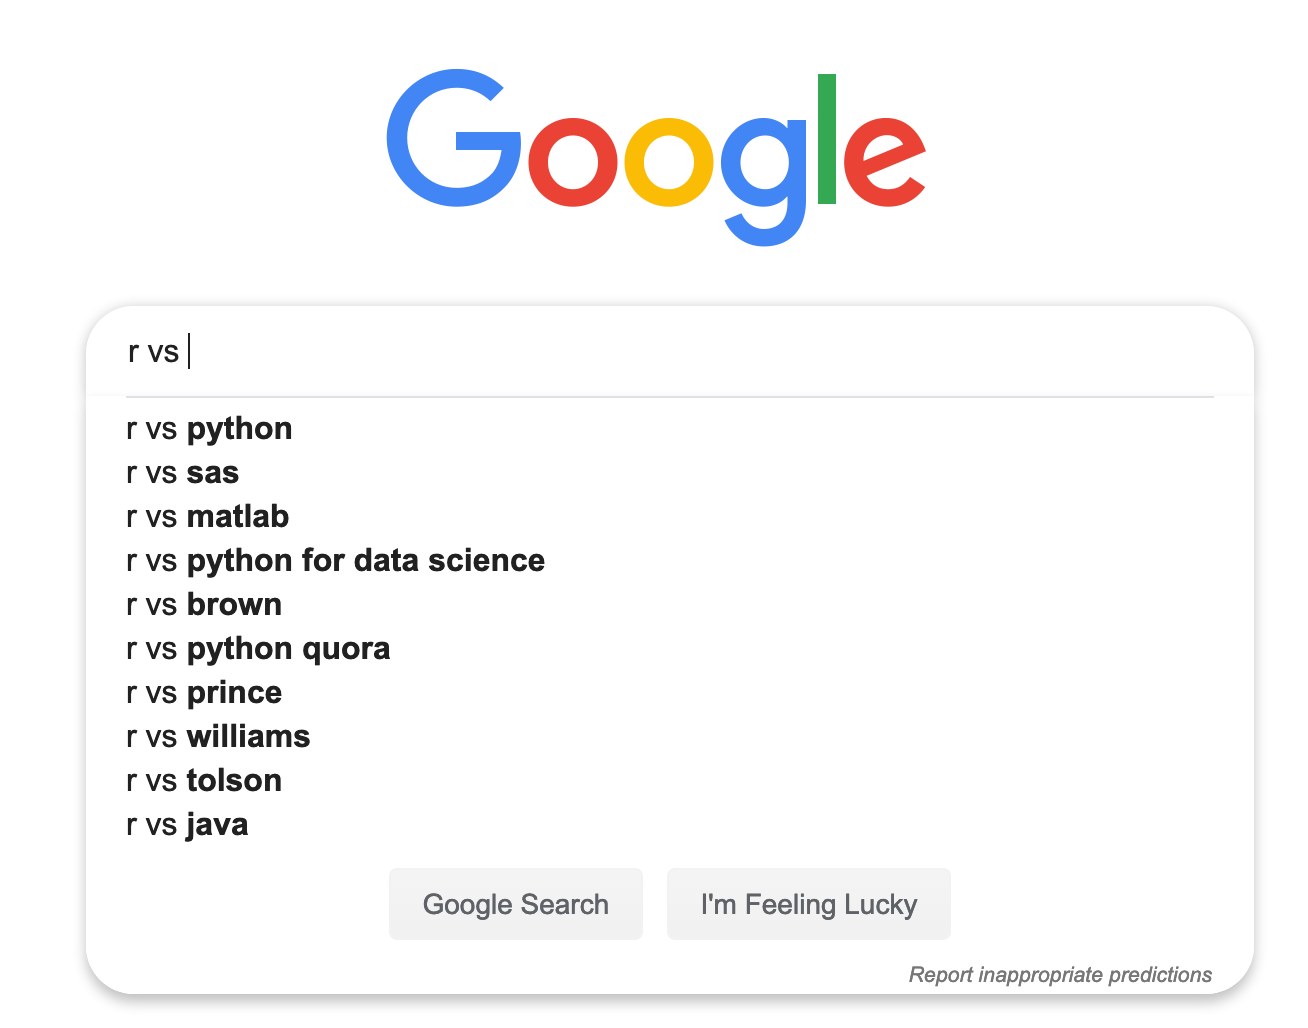 Google
r vs
r vs python
r vs sas
r vs matlab
r vs python for data science
r vs brown
r vs python quora
r vs prince
r vs williams
r vs tolson
r vs java
Google Search I'm Feeling Lucky
Report inappropriate predictions